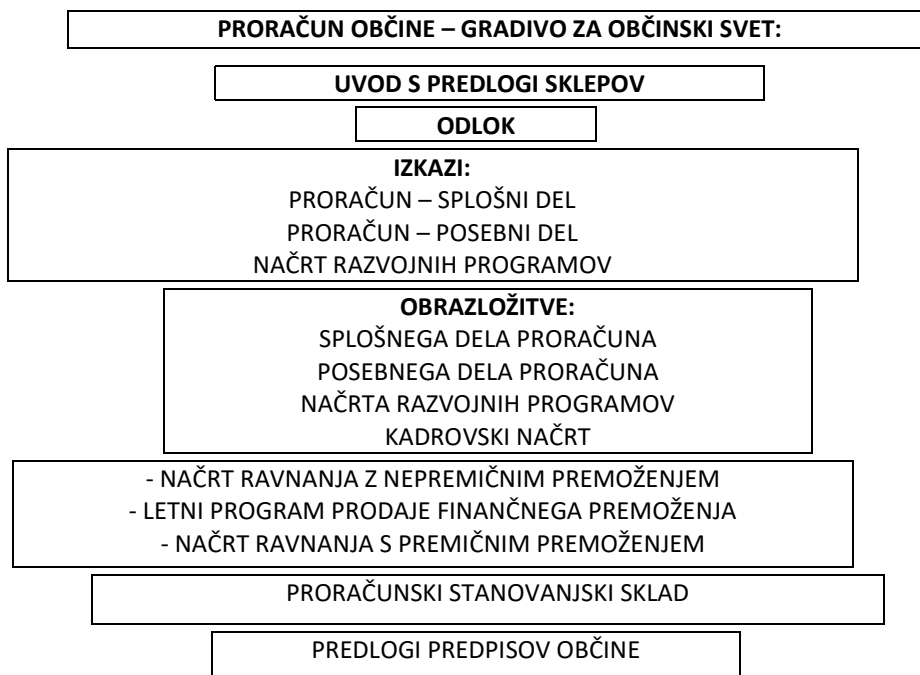 PRORAČUN OBČINE – GRADIVO ZA OBČINSKI SVET:
UVOD S PREDLOGI SKLEPOV
ODLOK
IZKAZI:
PRORAČUN – SPLOŠNI DEL
PRORAČUN – POSEBNI DEL
NAČRT RAZVOJNIH PROGRAMOV
OBRAZLOŽITVE:
SPLOŠNEGA DELA PRORAČUNA
POSEBNEGA DELA PRORAČUNA
NAČRTA RAZVOJNIH PROGRAMOV
KADROVSKI NAČRT
- NAČRT RAVNANJA Z NEPREMIČNIM PREMOŽENJEM
- LETNI PROGRAM PRODAJE FINANČNEGA PREMOŽENJA
- NAČRT RAVNANJA S PREMIČNIM PREMOŽENJEM
PRORAČUNSKI STANOVANJSKI SKLAD
PREDLOGI PREDPISOV OBČINE